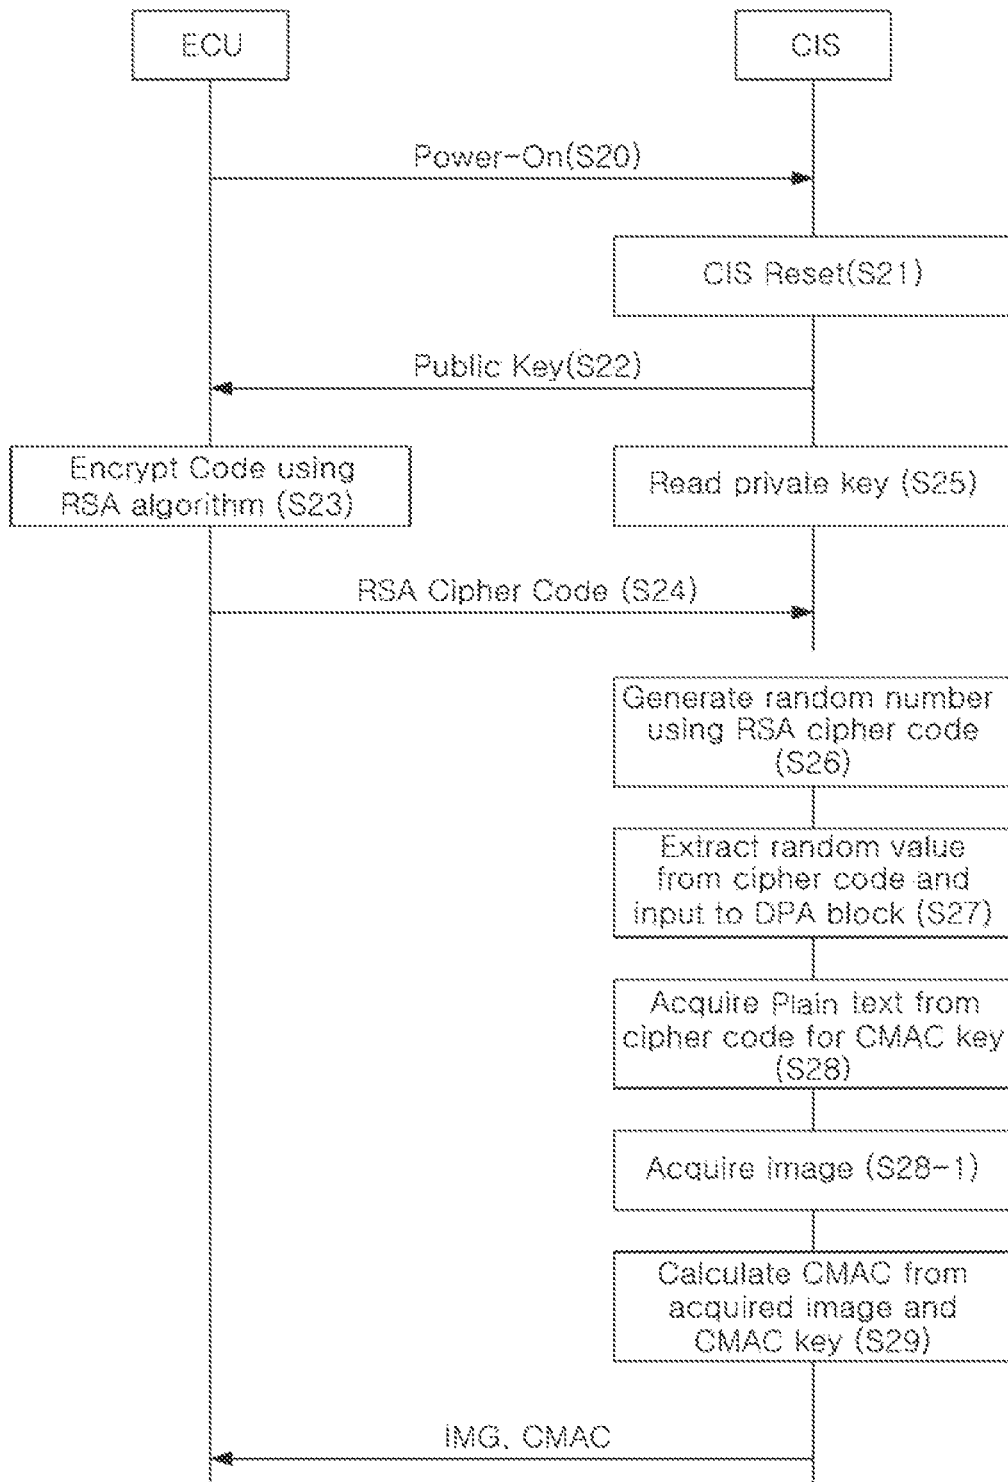 ECU
CIS
Power-On(S20)
CIS Reset(S21)
Public Key(S22)
Encrypt Code using
RSA algorithm (S23)
Read private key (S25)
RSA Cipher Code (S24)
Generate random number
using RSA cipher code
(S26)
Extract random value
from cipher code and
input to DPA block (S27)
Acquire Plain text from
cipher code for CMAC key
(S28)
Acquire image (S28-1)
Calculate CMAC from
acquired image and
CMAC key (S29)
IMG, CMAC